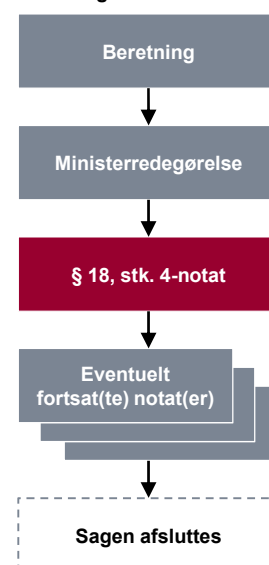 Beretning
Ministerredegørelse
§ 18, stk. 4-notat
Eventuelt
fortsat(te) notat(er)
Sagen afsluttes